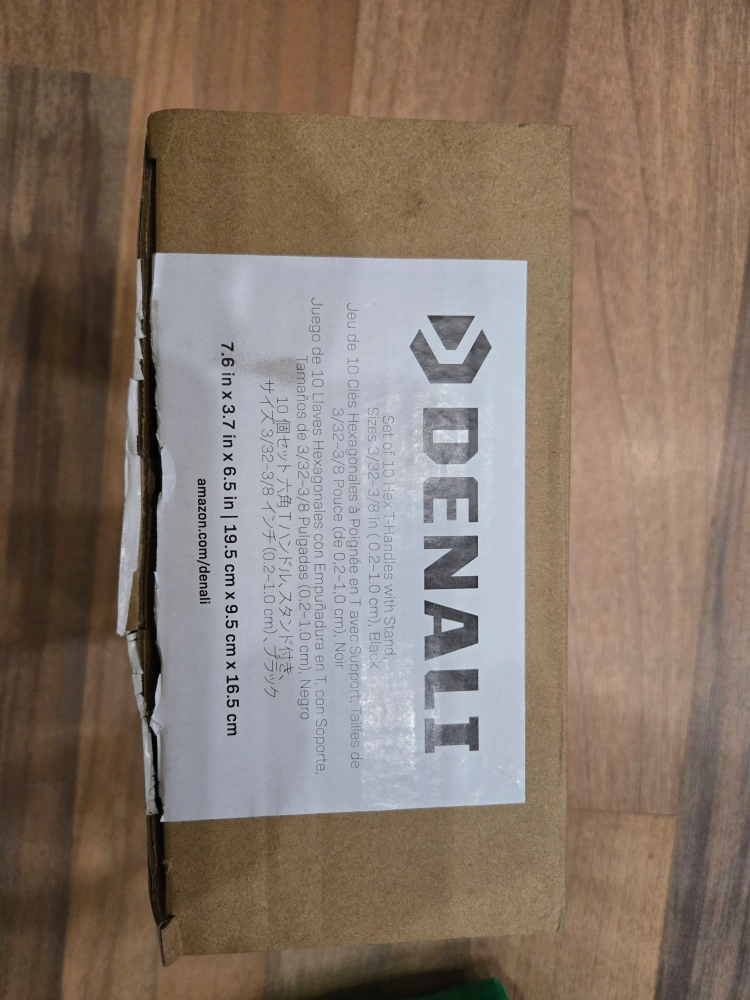 DENALI
Set of 10 Hex T-Handles with Stand,
Sizes 3/32-3/8 in (0.2-1.0 cm), Black
Jeu de 10 Clés Hexagonales à Poignée en T avec Support, Tailles de
3/32-3/8 Pouce (de 0,2-1,0 cm), Noir
Juego de 10 Llaves Hexagonales con Empuñadura en T, con Soporte,
Tamaños de 3/32-3/8 Pulgadas (0,2-1.0 cm), Negro
10 個セット 六角 T ハンドル、スタンド付き、
サイズ 3/32-3/8 インチ (0.2-1.0 cm)、ブラック
7.6 in x 3.7 in x 6.5 in | 19.5 cm x 9.5 cm x 16.5 cm
amazon.com/denali